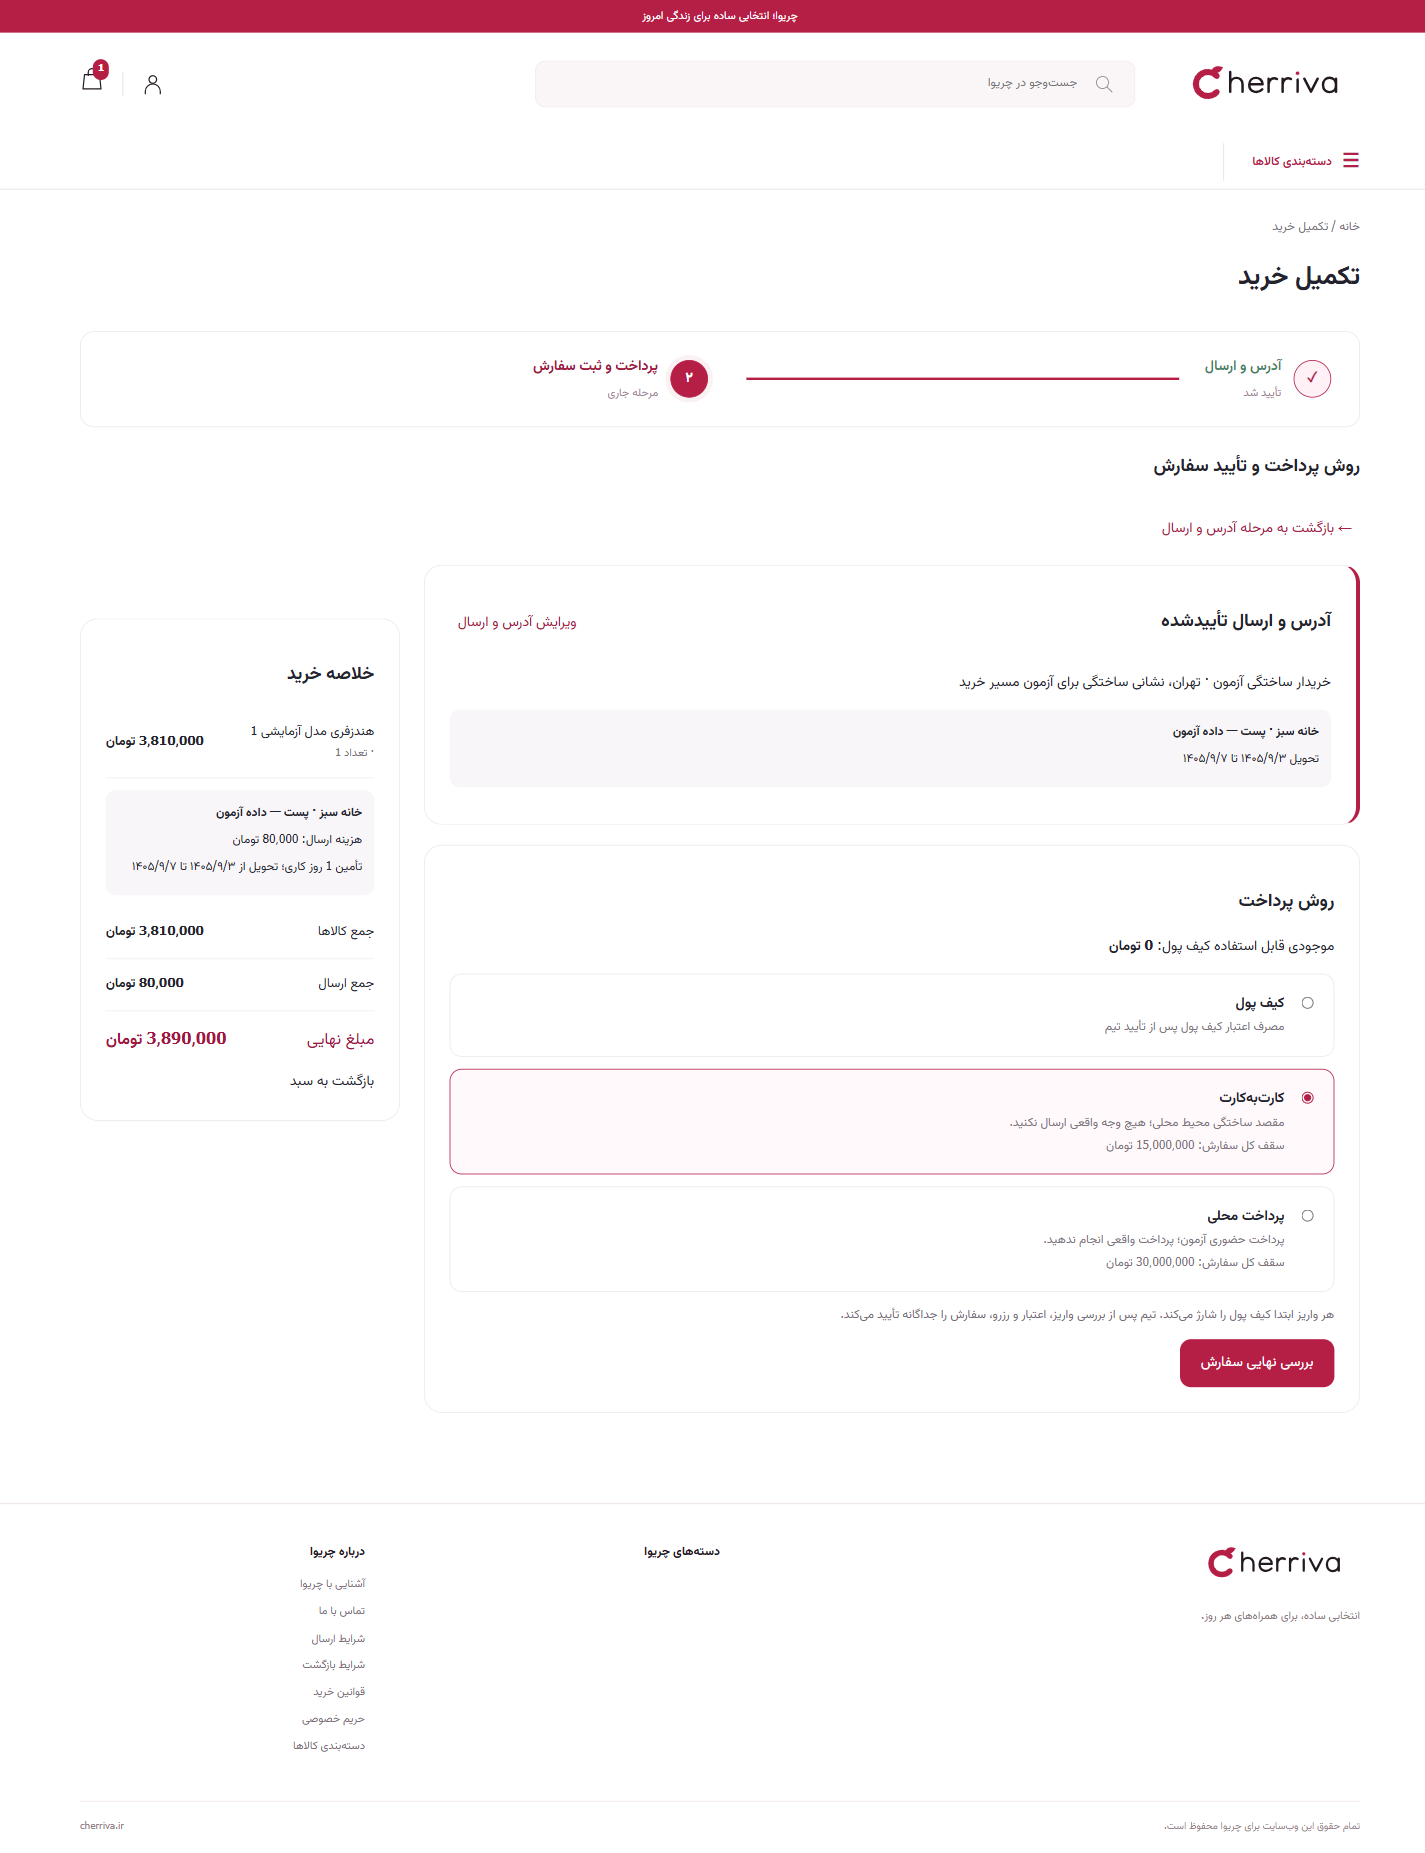 چریوا؛ انتخابی ساده برای زندگی امروز
Cherriva
جست‌وجو در چریوا
1
دسته‌بندی کالاها
خانه / تکمیل خرید
تکمیل خرید
✓
آدرس و ارسال
تأیید شد
۲
پرداخت و ثبت سفارش
مرحله جاری
روش پرداخت و تأیید سفارش
← بازگشت به مرحله آدرس و ارسال
آدرس و ارسال تأییدشده
ویرایش آدرس و ارسال
خریدار ساختگی آزمون · تهران، نشانی ساختگی برای آزمون مسیر خرید
خانه سبز · پست — داده آزمون
تحویل ۱۴۰۵/۹/۳ تا ۱۴۰۵/۹/۷
روش پرداخت
موجودی قابل استفاده کیف پول: 0 تومان
کیف پول
مصرف اعتبار کیف پول پس از تأیید تیم
کارت‌به‌کارت
مقصد ساختگی محیط محلی؛ هیچ وجه واقعی ارسال نکنید.
سقف کل سفارش: 15,000,000 تومان
پرداخت محلی
پرداخت حضوری آزمون؛ پرداخت واقعی انجام ندهید.
سقف کل سفارش: 30,000,000 تومان
هر واریز ابتدا کیف پول را شارژ می‌کند. تیم پس از بررسی واریز، اعتبار و رزرو، سفارش را جداگانه تأیید می‌کند.
بررسی نهایی سفارش
خلاصه خرید
هندزفری مدل آزمایشی 1
· تعداد 1
3,810,000 تومان
خانه سبز · پست — داده آزمون
هزینه ارسال: 80,000 تومان
تأمین 1 روز کاری؛ تحویل از ۱۴۰۵/۹/۳ تا ۱۴۰۵/۹/۷
جمع کالاها
3,810,000 تومان
جمع ارسال
80,000 تومان
مبلغ نهایی
3,890,000 تومان
بازگشت به سبد
Cherriva
انتخابی ساده، برای همراه‌های هر روز.
دسته‌های چریوا
درباره چریوا
آشنایی با چریوا
تماس با ما
شرایط ارسال
شرایط بازگشت
قوانین خرید
حریم خصوصی
دسته‌بندی کالاها
تمام حقوق این وب‌سایت برای چریوا محفوظ است.
cherriva.ir